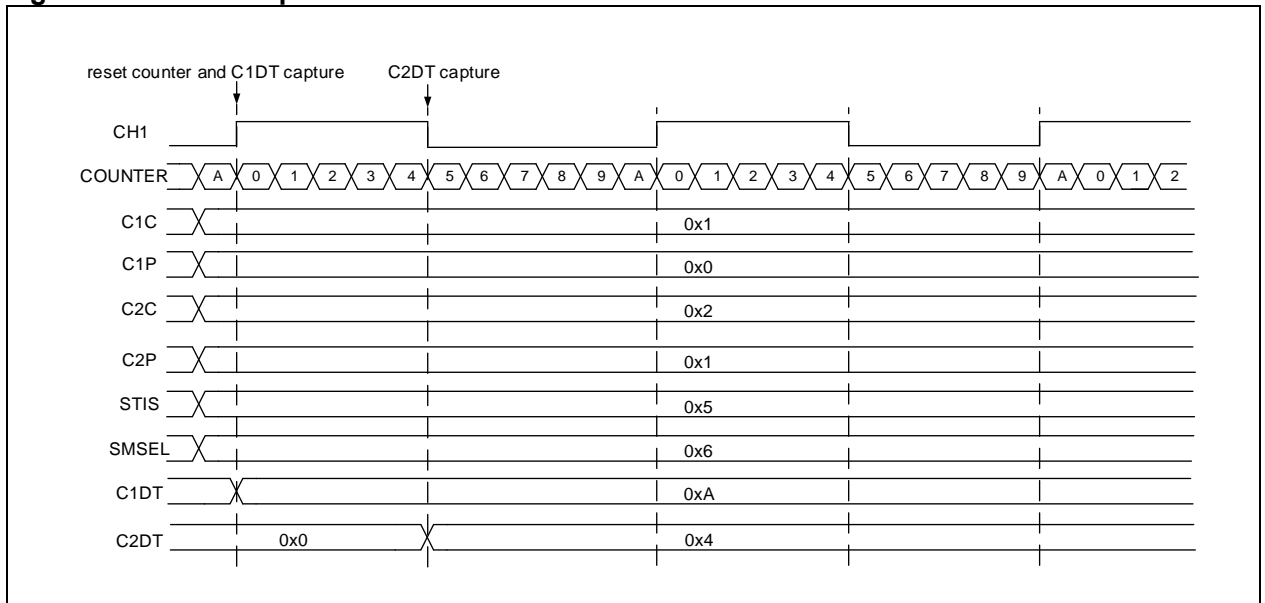 reset counter and C1DT capture C2DT capture
CH1
COUNTER A 0 1 2 3 4 5 6 7 8 9 A 0 1 2 3 4 5 6 7 8 9 A 0 1 2
C1C 0x1
C1P 0x0
C2C 0x2
C2P 0x1
STIS 0x5
SMSEL 0x6
C1DT 0xA
C2DT 0x0 0x4